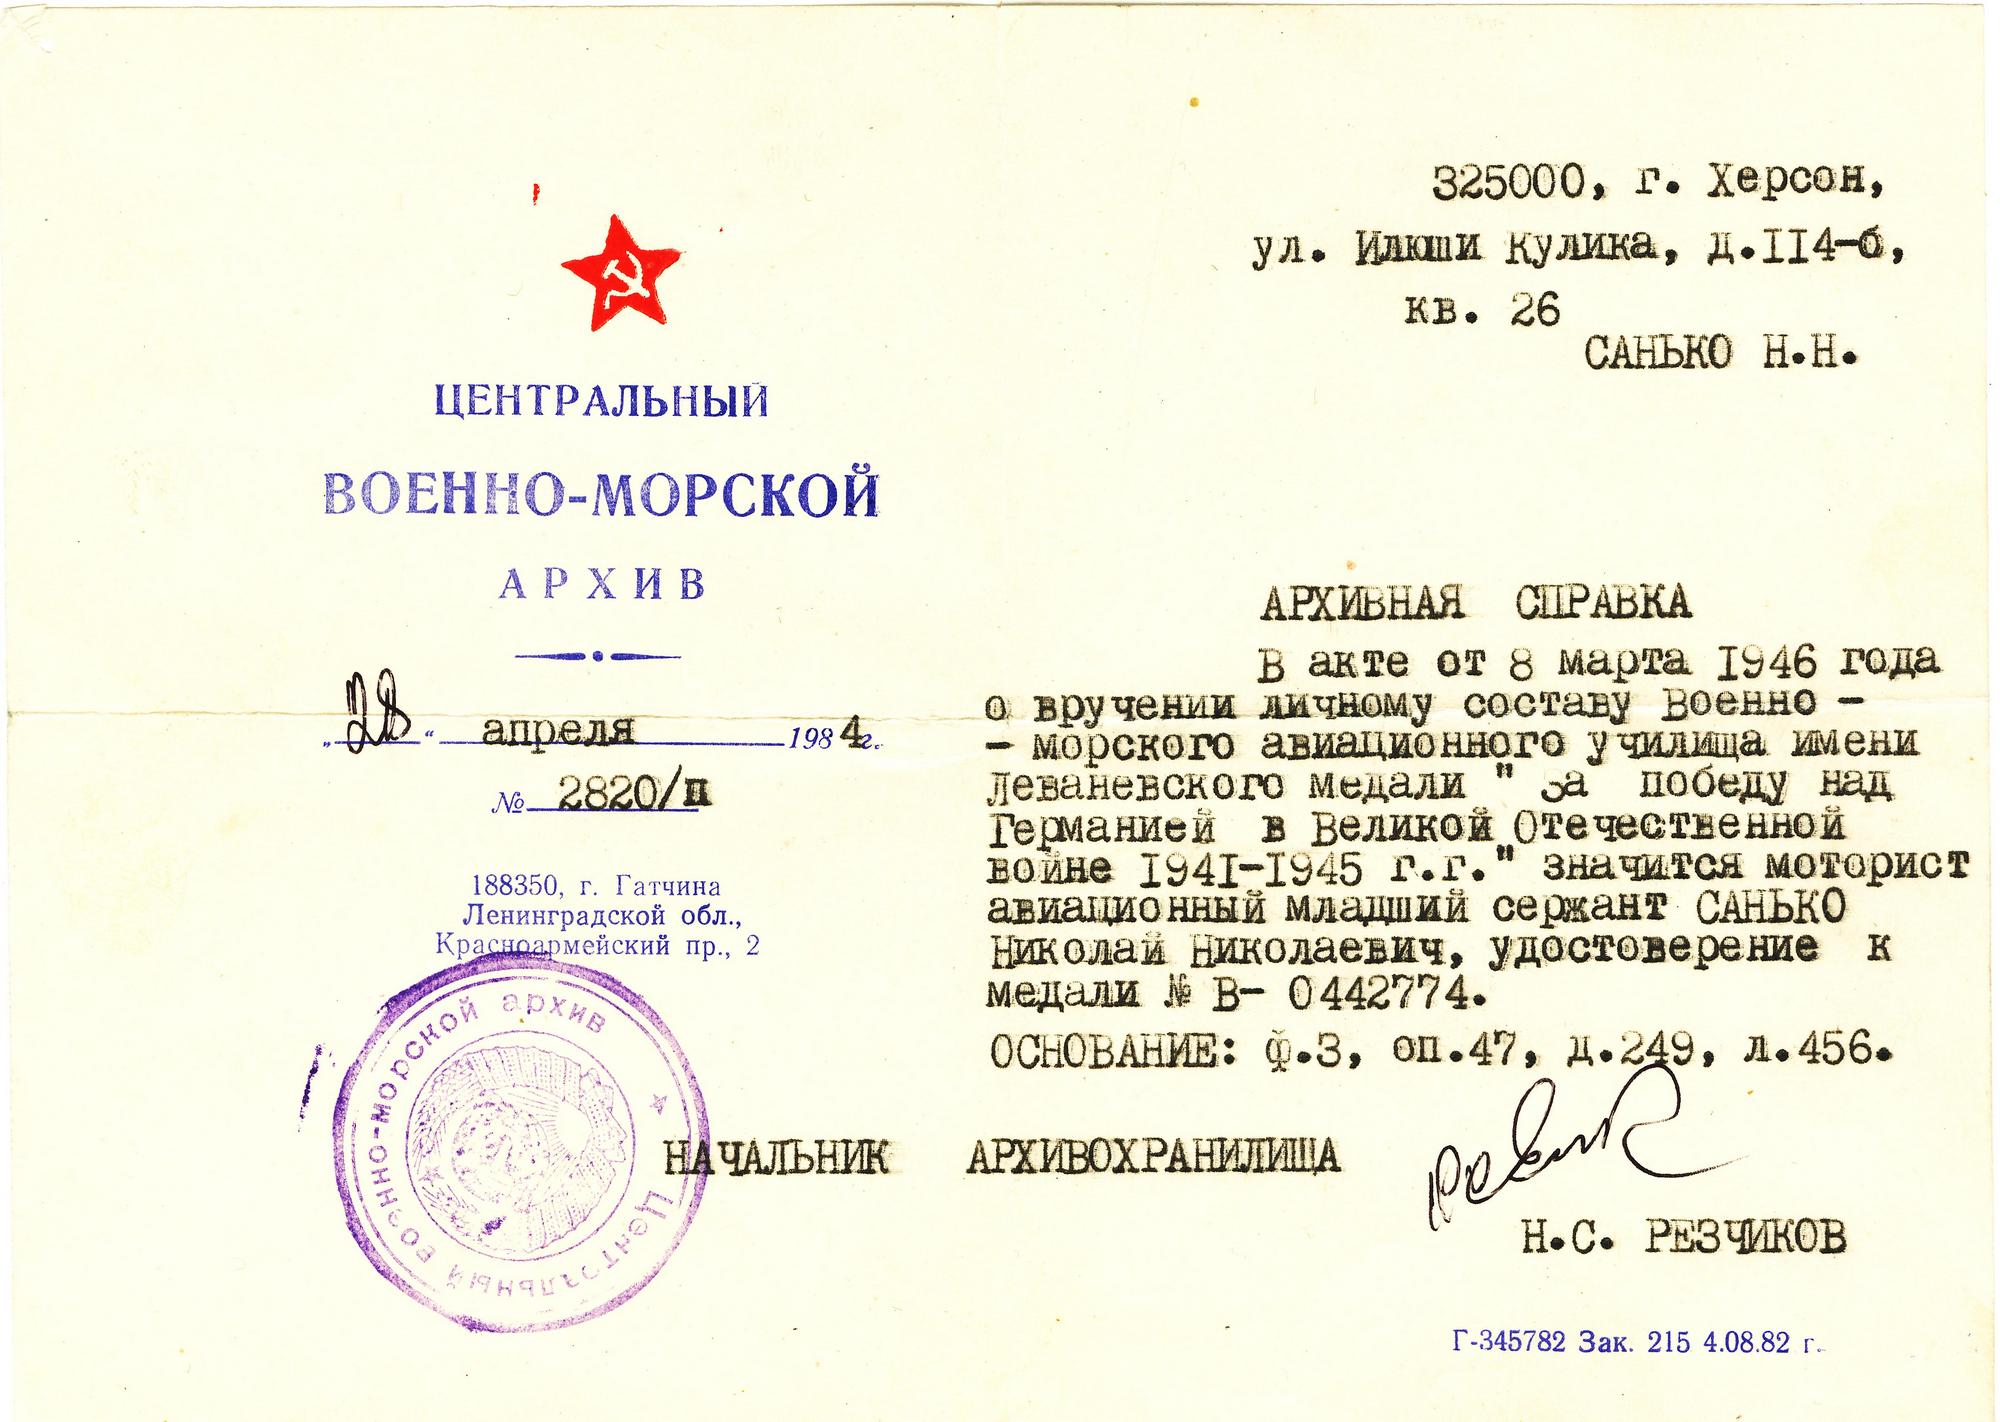 ЦЕНТРАЛЬНЫЙ
ВОЕННО-МОРСКОЙ
АРХИВ
„28“ апреля 1984г.
№ 2820/п
188350, г. Гатчина
Ленинградской обл.,
Красноармейский пр., 2
Центральный военно-морской архив
325000, г. Херсон,
ул. Илюши Кулика, д.II4-б,
кв. 26
САНЬКО Н.Н.
АРХИВНАЯ СПРАВКА
В акте от 8 марта 1946 года
о вручении личному составу Военно -
- морского авиационного училища имени
Леваневского медали " За победу над
Германией в Великой Отечественной
войне 1941-1945 г.г." значится моторист
авиационный младший сержант САНЬКО
Николай Николаевич, удостоверение к
медали № В- 0442774.
ОСНОВАНИЕ: ф.3, оп.47, д.249, л.456.
НАЧАЛЬНИК АРХИВОХРАНИЛИЩА
Н.С. РЕЗЧИКОВ
Г-345782 Зак. 215 4.08.82 г.